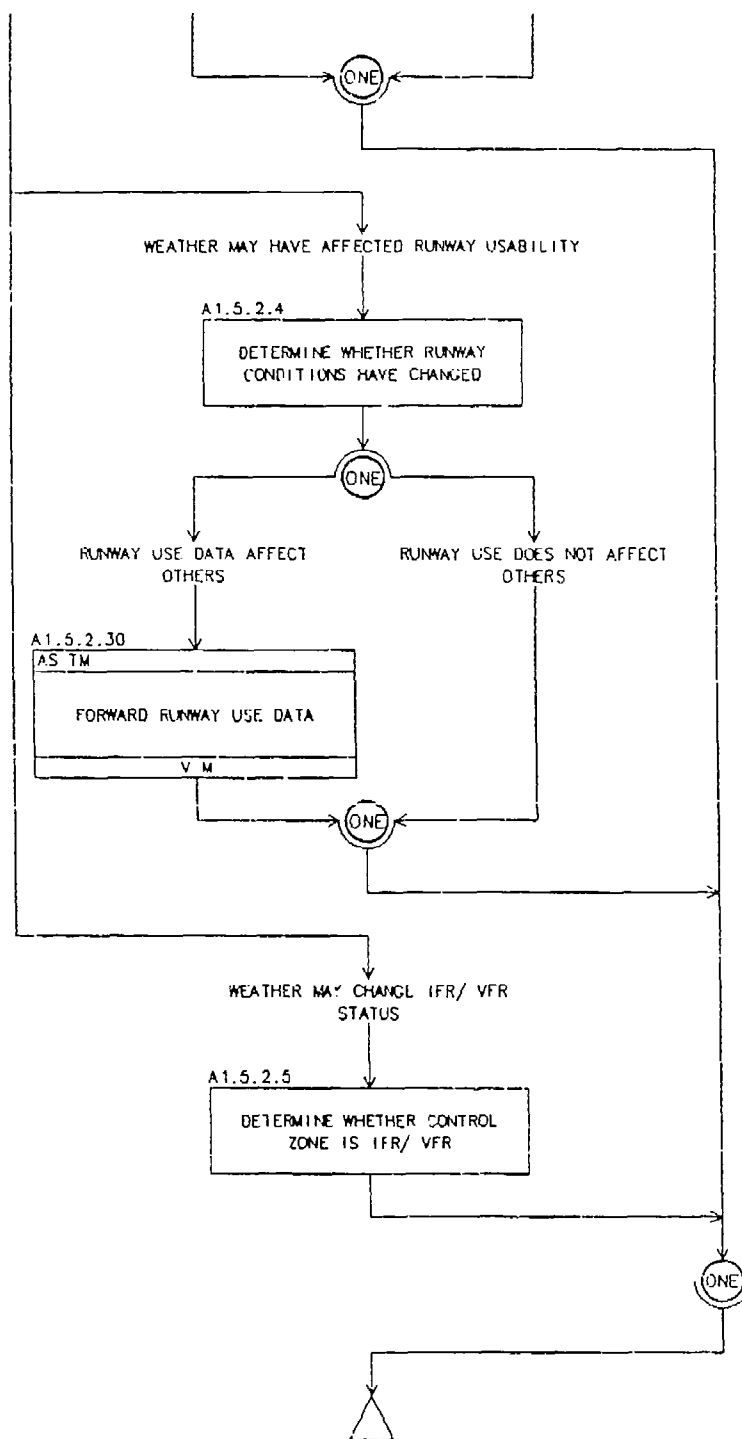 ONE
WEATHER MAY HAVE AFFECTED RUNWAY USABILITY
A1.5.2.4
DETERMINE WHETHER RUNWAY
CONDITIONS HAVE CHANGED
ONE
RUNWAY USE DATA AFFECT
OTHERS
RUNWAY USE DOES NOT AFFECT
OTHERS
A1.5.2.30
AS TM
FORWARD RUNWAY USE DATA
V M
ONE
WEATHER MAY CHANGE IFR/ VFR
STATUS
A1.5.2.5
DETERMINE WHETHER CONTROL
ZONE IS IFR/ VFR
ONE